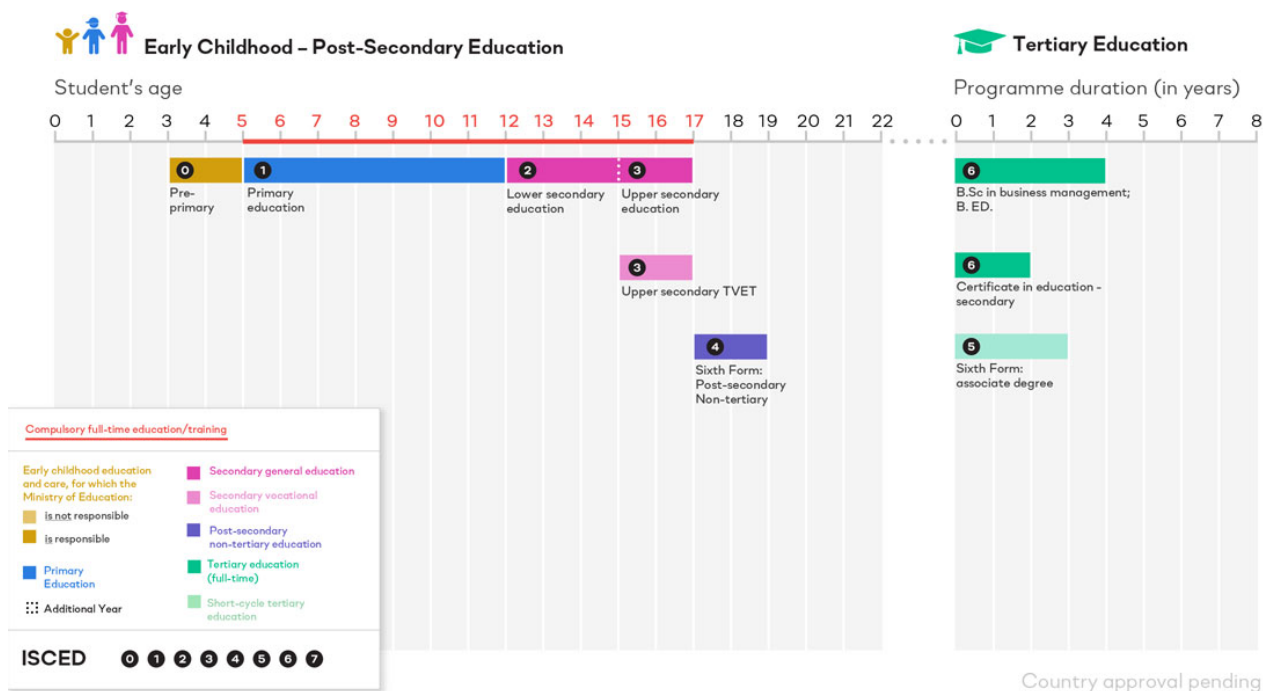 Early Childhood – Post-Secondary Education
Tertiary Education
Student's age
Programme duration (in years)
0 1 2 3 4 5 6 7 8 9 10 11 12 13 14 15 16 17 18 19 20 21 22
0 1 2 3 4 5 6 7 8
0
Pre-
primary
1
Primary
education
2
Lower secondary
education
3
Upper secondary
education
6
B.Sc in business management;
B. ED.
3
Upper secondary TVET
6
Certificate in education -
secondary
4
Sixth Form:
Post-secondary
Non-tertiary
5
Sixth Form:
associate degree
Compulsory full-time education/training
Early childhood education
and care, for which the
Ministry of Education:
is not responsible
is responsible
Primary
Education
Additional Year
Secondary general education
Secondary vocational
education
Post-secondary
non-tertiary education
Tertiary education
(full-time)
Short-cycle tertiary
education
ISCED 0 1 2 3 4 5 6 7
Country approval pending